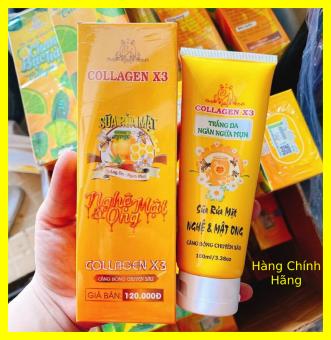 COLLAGEN X3
SỮA RỬA MẶT
Nghệ Mật Ong
COLLAGEN X3
CĂNG BÓNG CHUYÊN SÂU
GIÁ BÁN: 120.000Đ
COLLAGEN X3
TRẮNG DA
NGĂN NGỪA MỤN
Sữa Rửa Mặt
NGHỆ & MẬT ONG
CĂNG BÓNG CHUYÊN SÂU
100ml/3.38oz
Hàng Chính
Hãng